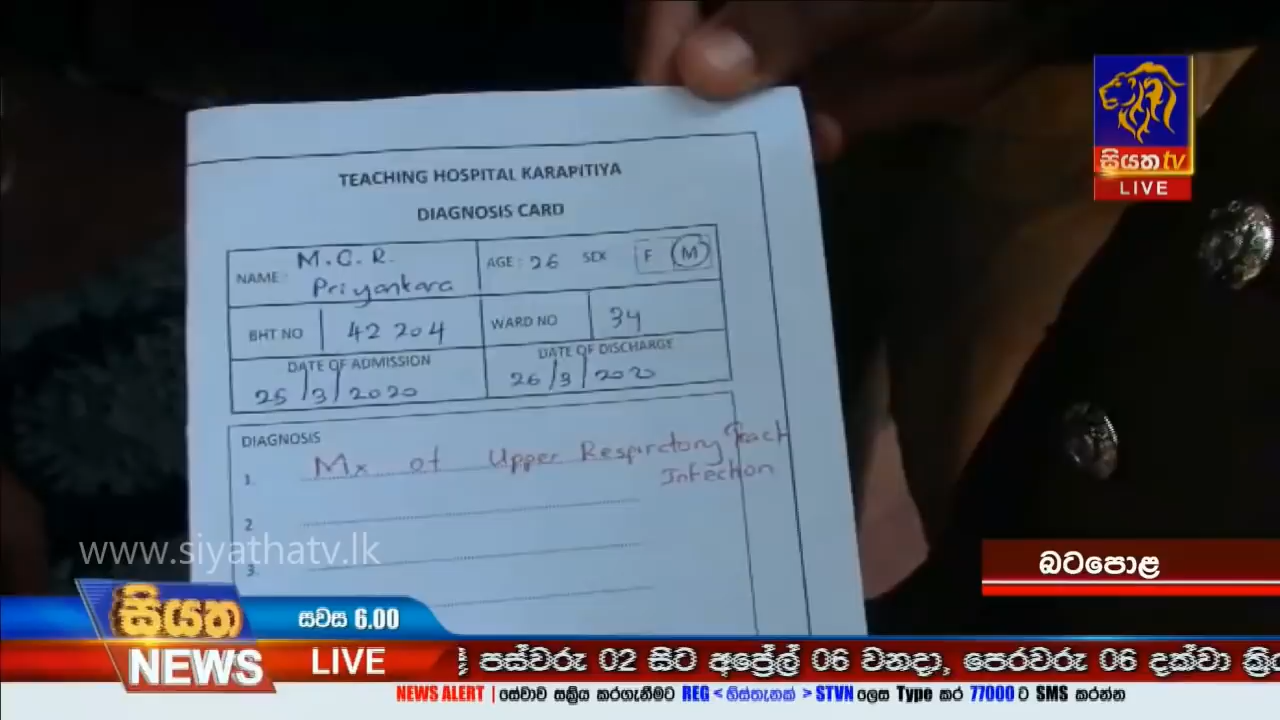 සියත tv
LIVE
TEACHING HOSPITAL KARAPITIYA
DIAGNOSIS CARD
NAME: M.C.R. Priyankara
AGE: 26 SEX F M
BHT NO 42204
WARD NO 34
DATE OF ADMISSION
25/3/2020
DATE OF DISCHARGE
26/3/2020
DIAGNOSIS
1. Mx of Upper Respirctory Tract
Infection
2
3.
www.siyathatv.lk
බටපොළ
සියත
NEWS
සවස 6.00
LIVE
පස්වරු 02 සිට අප්‍රේල් 06 වනදා, පෙරවරු 06 දක්වා
NEWS ALERT | සේවාව සක්‍රිය කරගැනීමට REG < හිස්තැනක් > STVN ලෙස Type කර 77000 ට SMS කරන්න